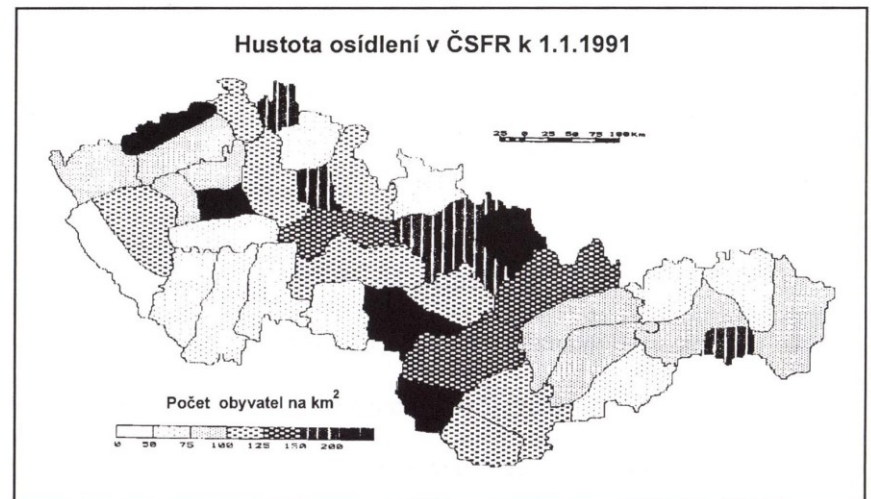 Hustota osídlení v ČSFR k 1.1.1991
25 0 25 50 75 100 Km
Počet obyvatel na km²
0 50 75 100 125 150 200